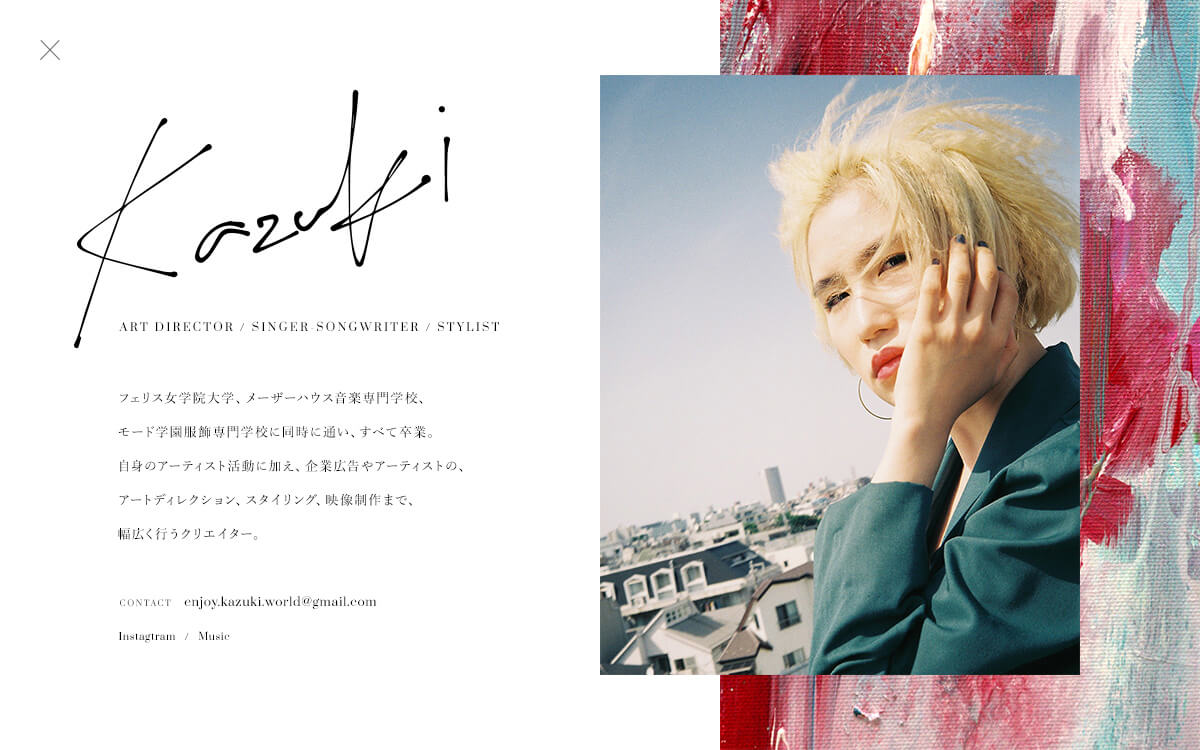 Kazuki
ART DIRECTOR / SINGER-SONGWRITER / STYLIST
フェリス女学院大学、メーザーハウス音楽専門学校、
モード学園服飾専門学校に同時に通い、すべて卒業。
自身のアーティスト活動に加え、企業広告やアーティストの、
アートディレクション、スタイリング、映像制作まで、
幅広く行うクリエイター。
CONTACT enjoy.kazuki.world@gmail.com
Instagtram / Music